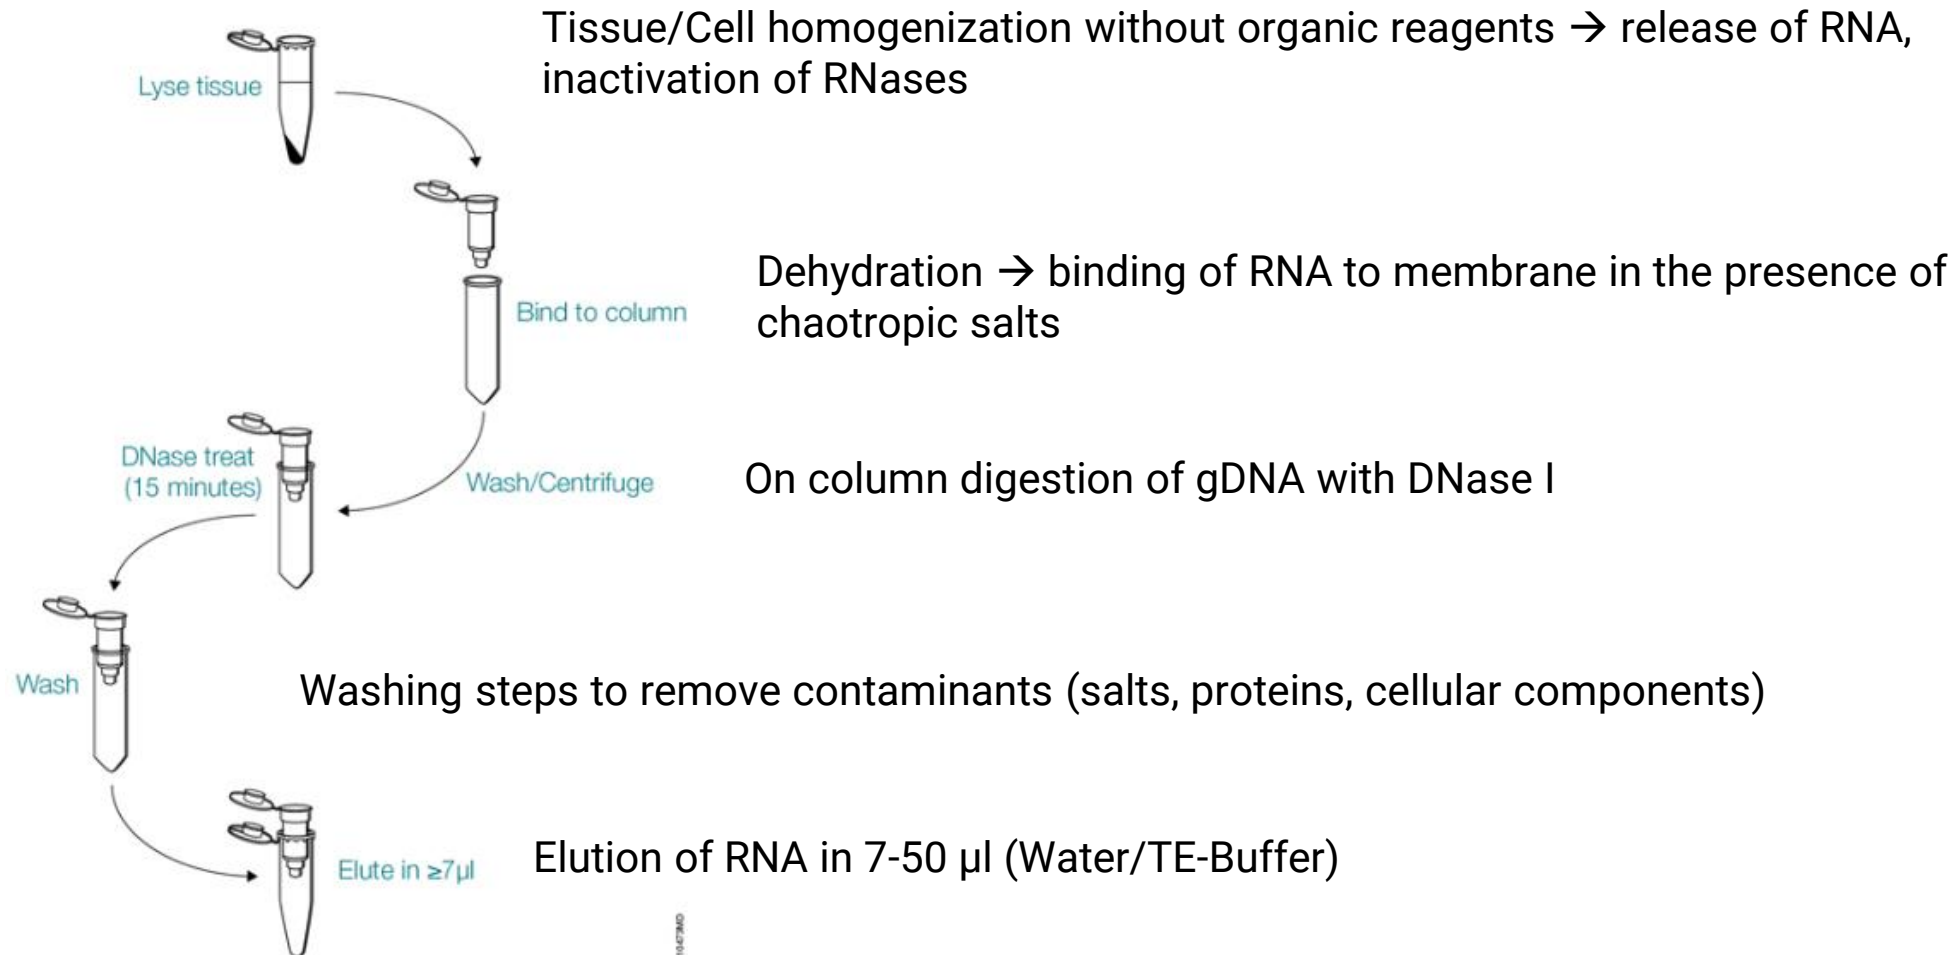 Tissue/Cell homogenization without organic reagents → release of RNA,
inactivation of RNases
Lyse tissue
Dehydration → binding of RNA to membrane in the presence of
chaotropic salts
Bind to column
DNase treat
(15 minutes)
Wash/Centrifuge
On column digestion of gDNA with DNase I
Wash
Washing steps to remove contaminants (salts, proteins, cellular components)
Elute in ≥7µl
Elution of RNA in 7-50 µl (Water/TE-Buffer)